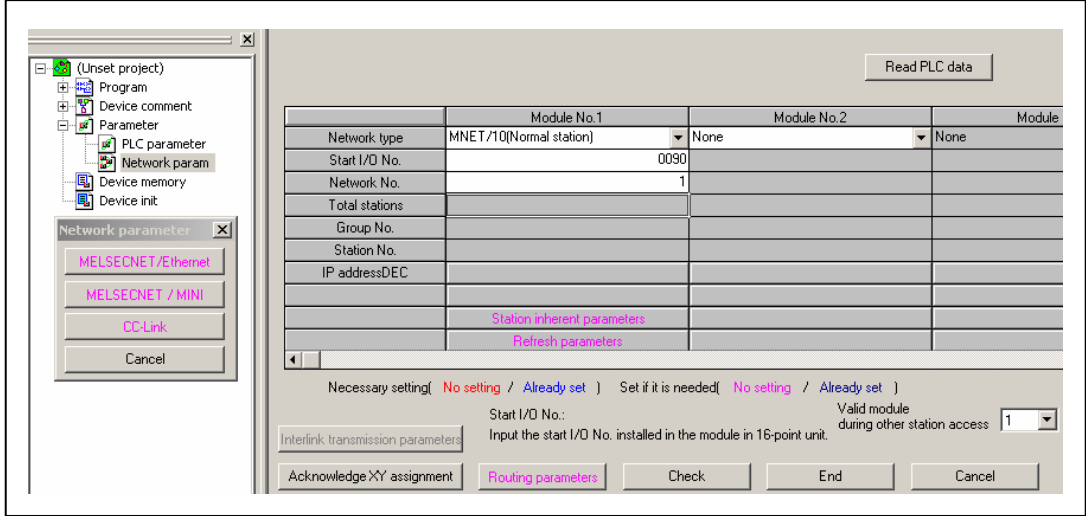 (Unset project)
Program
Device comment
Parameter
PLC parameter
Network param
Device memory
Device init
Network parameter
MELSECNET/Ethernet
MELSECNET / MINI
CC-Link
Cancel
Read PLC data
Module No.1 Module No.2 Module
Network type MNET/10(Normal station) None None
Start I/O No. 0090
Network No. 1
Total stations
Group No.
Station No.
IP addressDEC
Station inherent parameters
Refresh parameters
Necessary setting( No setting / Already set ) Set if it is needed( No setting / Already set )
Start I/O No.:
Input the start I/O No. installed in the module in 16-point unit.
Valid module
during other station access 1
Interlink transmission parameters
Acknowledge XY assignment Routing parameters Check End Cancel